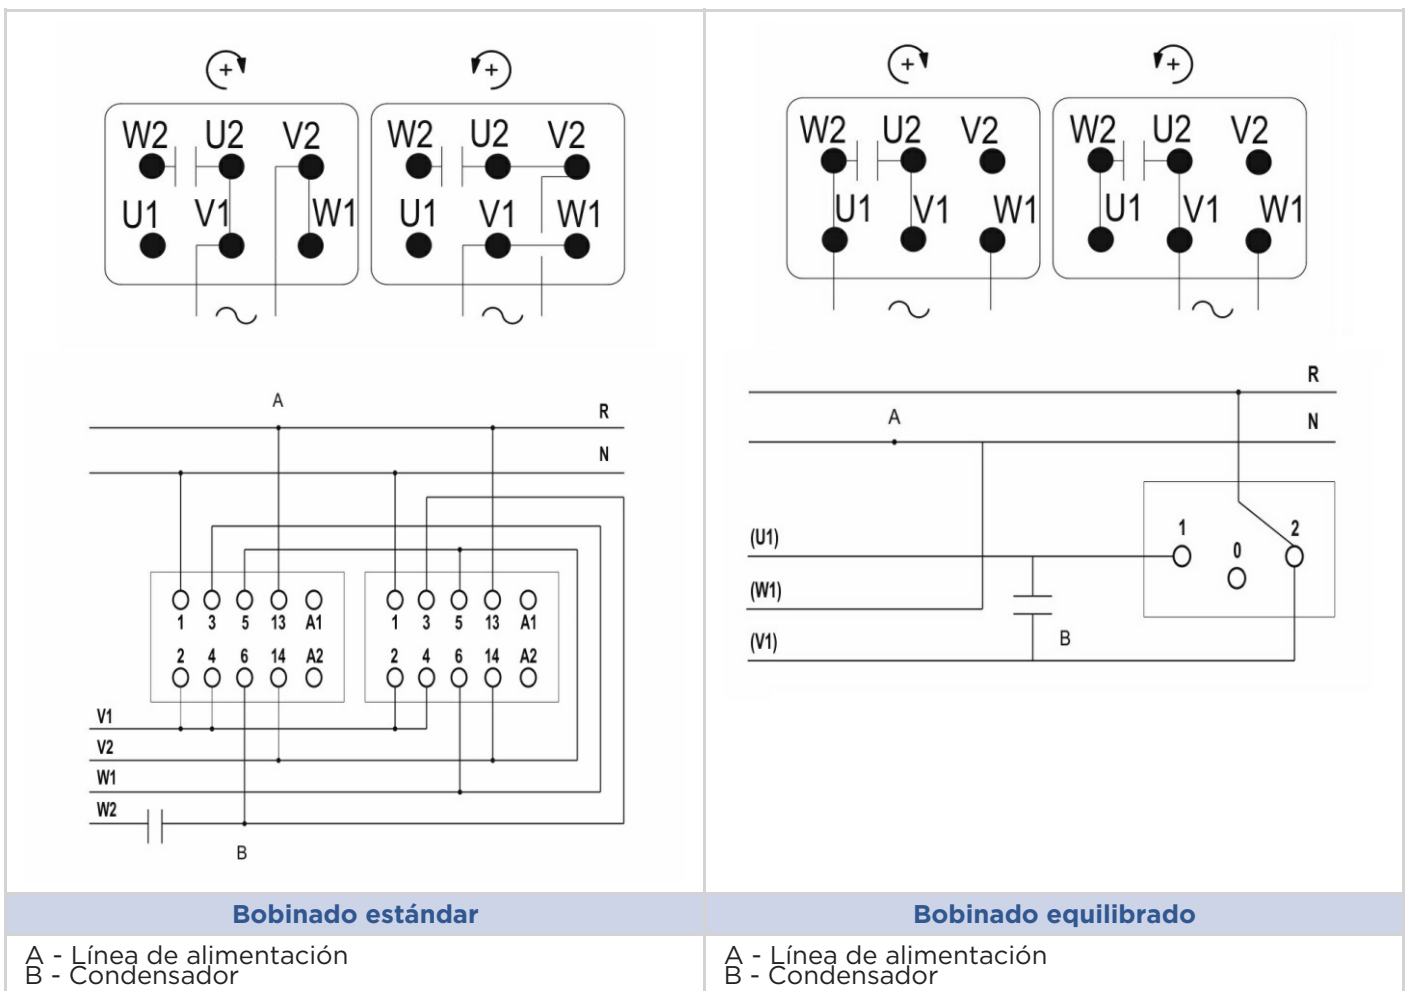 + +
W2 U2 V2 W2 U2 V2
U1 V1 W1 U1 V1 W1
A
R
N
1 3 5 13 A1 1 3 5 13 A1
2 4 6 14 A2 2 4 6 14 A2
V1
V2
W1
W2
B
Bobinado estándar
A - Línea de alimentación
B - Condensador
+ +
W2 U2 V2 W2 U2 V2
U1 V1 W1 U1 V1 W1
R
A
N
1 2
(U1) 0
(W1)
B
(V1)
Bobinado equilibrado
A - Línea de alimentación
B - Condensador